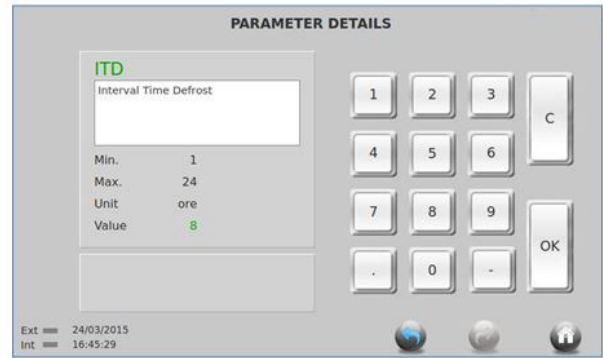 PARAMETER DETAILS
ITD
Interval Time Defrost
Min. 1
Max. 24
Unit ore
Value 8
1 2 3 C
4 5 6
7 8 9 OK
. 0 -
Ext 24/03/2015
Int 16:45:29